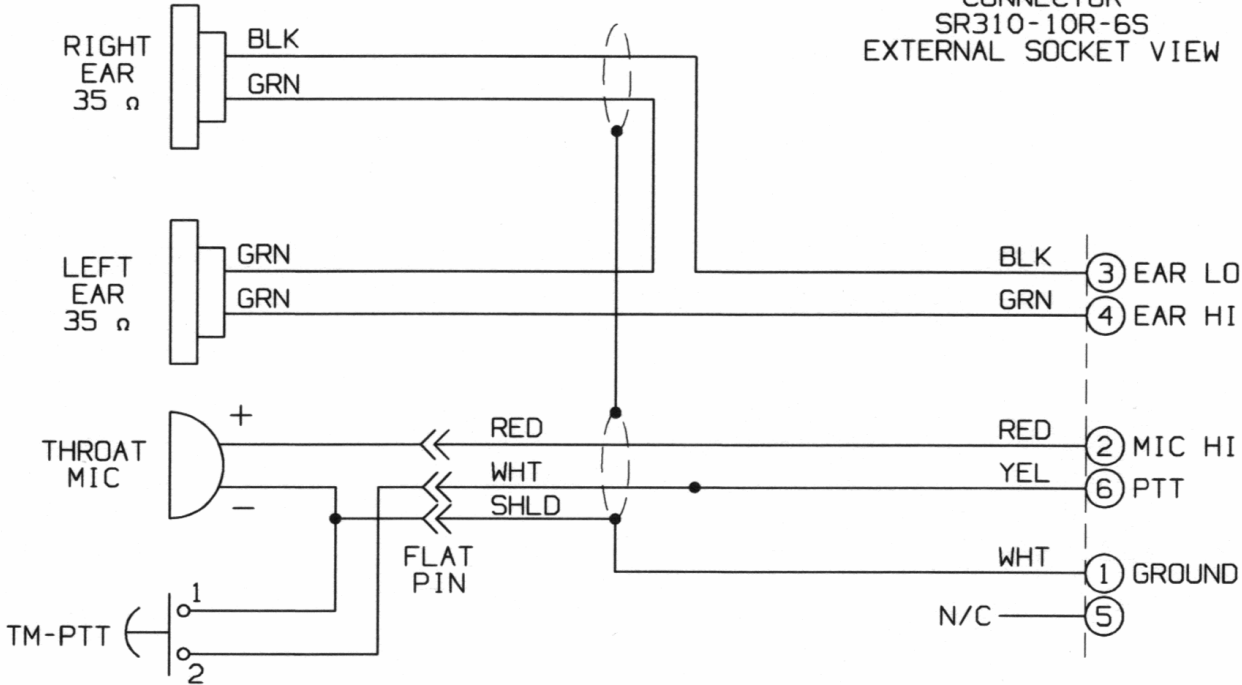 SR310-10R-6S
EXTERNAL SOCKET VIEW
RIGHT
EAR
35 Ω
BLK
GRN
LEFT
EAR
35 Ω
GRN
GRN
BLK
GRN
3 EAR LO
4 EAR HI
THROAT
MIC
+
−
RED
WHT
SHLD
FLAT
PIN
RED
YEL
WHT
N/C
2 MIC HI
6 PTT
1 GROUND
5
TM-PTT
1
2